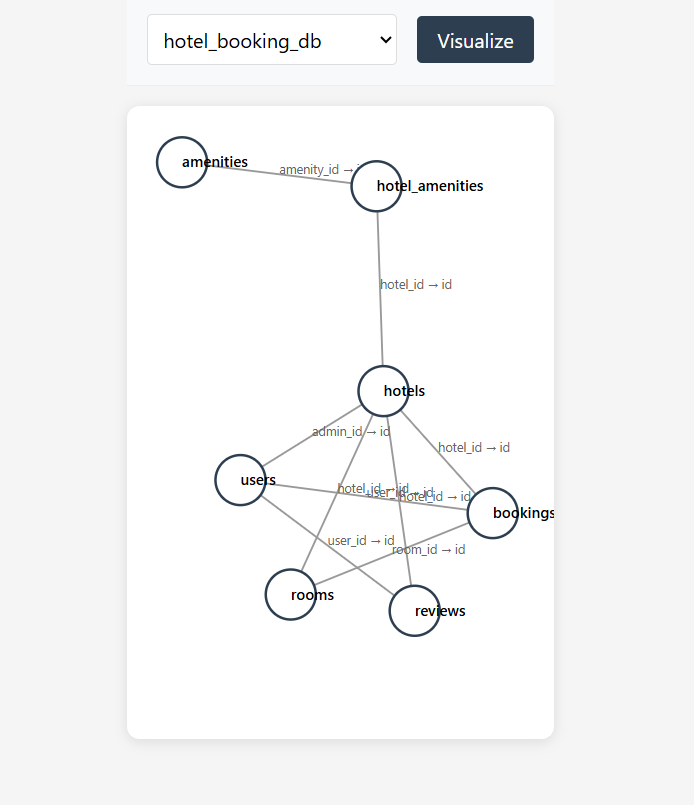 hotel_booking_db
Visualize
amenities
amenity_id →
hotel_amenities
hotel_id → id
hotels
admin_id → id
hotel_id → id
users
hotel_id → id
user_id → id
hotel_id → id
bookings
user_id → id
room_id → id
rooms
reviews